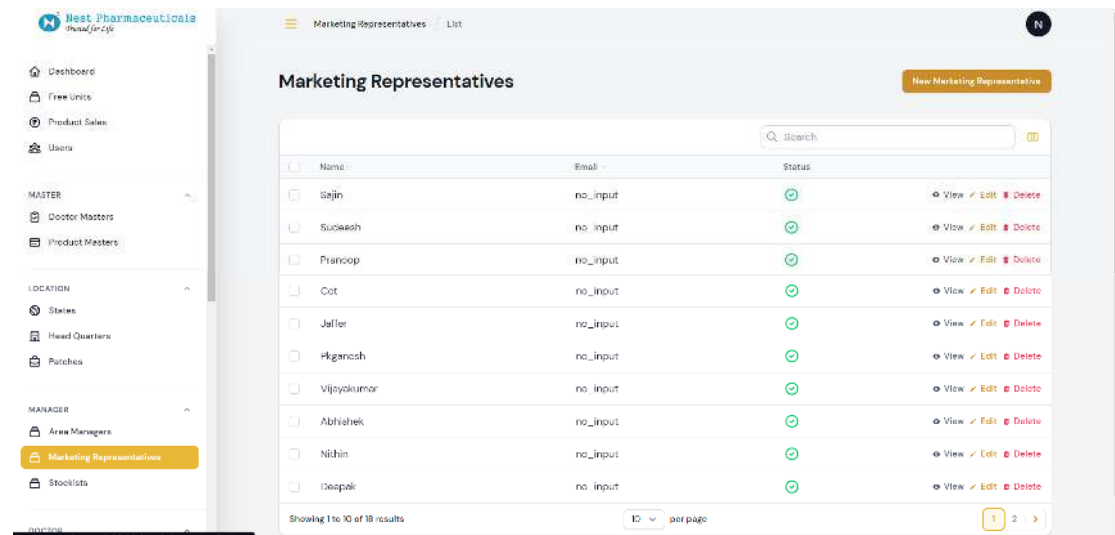 Nest Pharmaceuticals
Trusted for Life
Marketing Representatives / List
N
Dashboard
Free Units
Product Sales
Users
MASTER
Doctor Masters
Product Masters
LOCATION
States
Head Quarters
Patches
MANAGER
Area Managers
Marketing Representatives
Stockists
DOCTOR
Marketing Representatives
New Marketing Representative
Search
Name Email Status
Sajin no_input View Edit Delete
Sudeesh no_input View Edit Delete
Pranoop no_input View Edit Delete
Cot no_input View Edit Delete
Jaffer no_input View Edit Delete
Pkganesh no_input View Edit Delete
Vijayakumar no_input View Edit Delete
Abhishek no_input View Edit Delete
Nithin no_input View Edit Delete
Deepak no_input View Edit Delete
Showing 1 to 10 of 18 results 10 per page 1 2